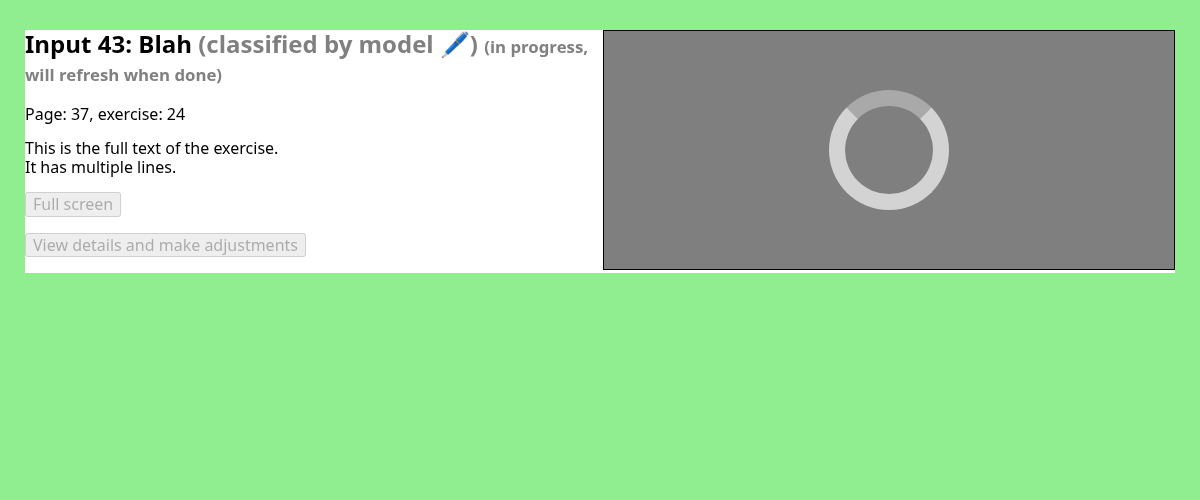 Input 43: Blah (classified by model 🖊️) (in progress,
will refresh when done)
Page: 37, exercise: 24
This is the full text of the exercise.
It has multiple lines.
Full screen
View details and make adjustments